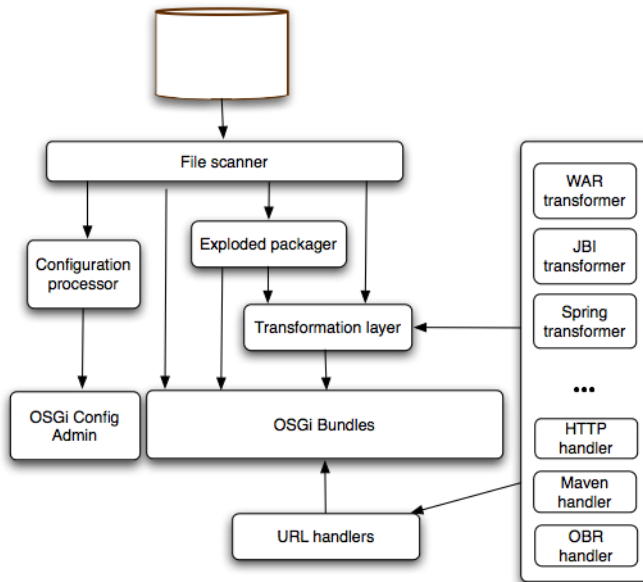 File scanner
WAR
transformer
Exploded packager
Configuration
processor
JBI
transformer
Spring
transformer
Transformation layer
...
OSGi Config
Admin
OSGi Bundles
HTTP
handler
Maven
handler
URL handlers
OBR
handler